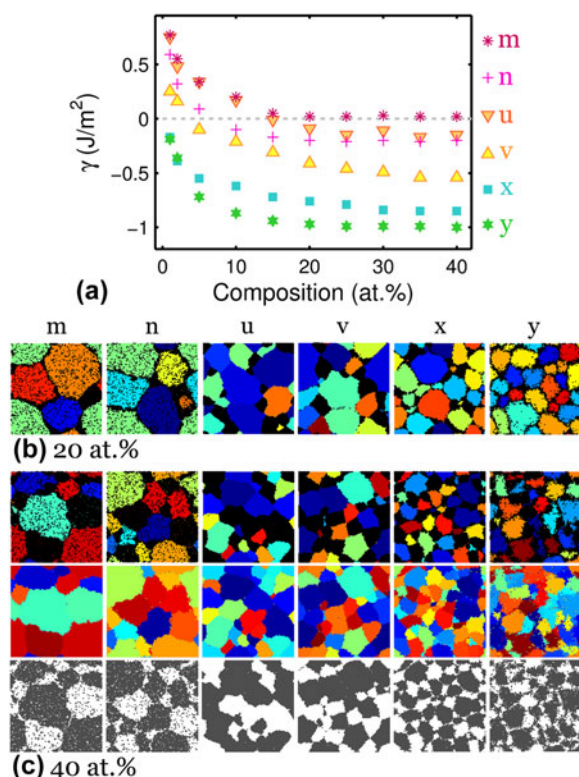 0.5
0
−0.5
−1
γ (J/m²)
0 10 20 30 40
Composition (at.%)
m
n
u
v
x
y
(a)
m n u v x y
(b) 20 at.%
(c) 40 at.%